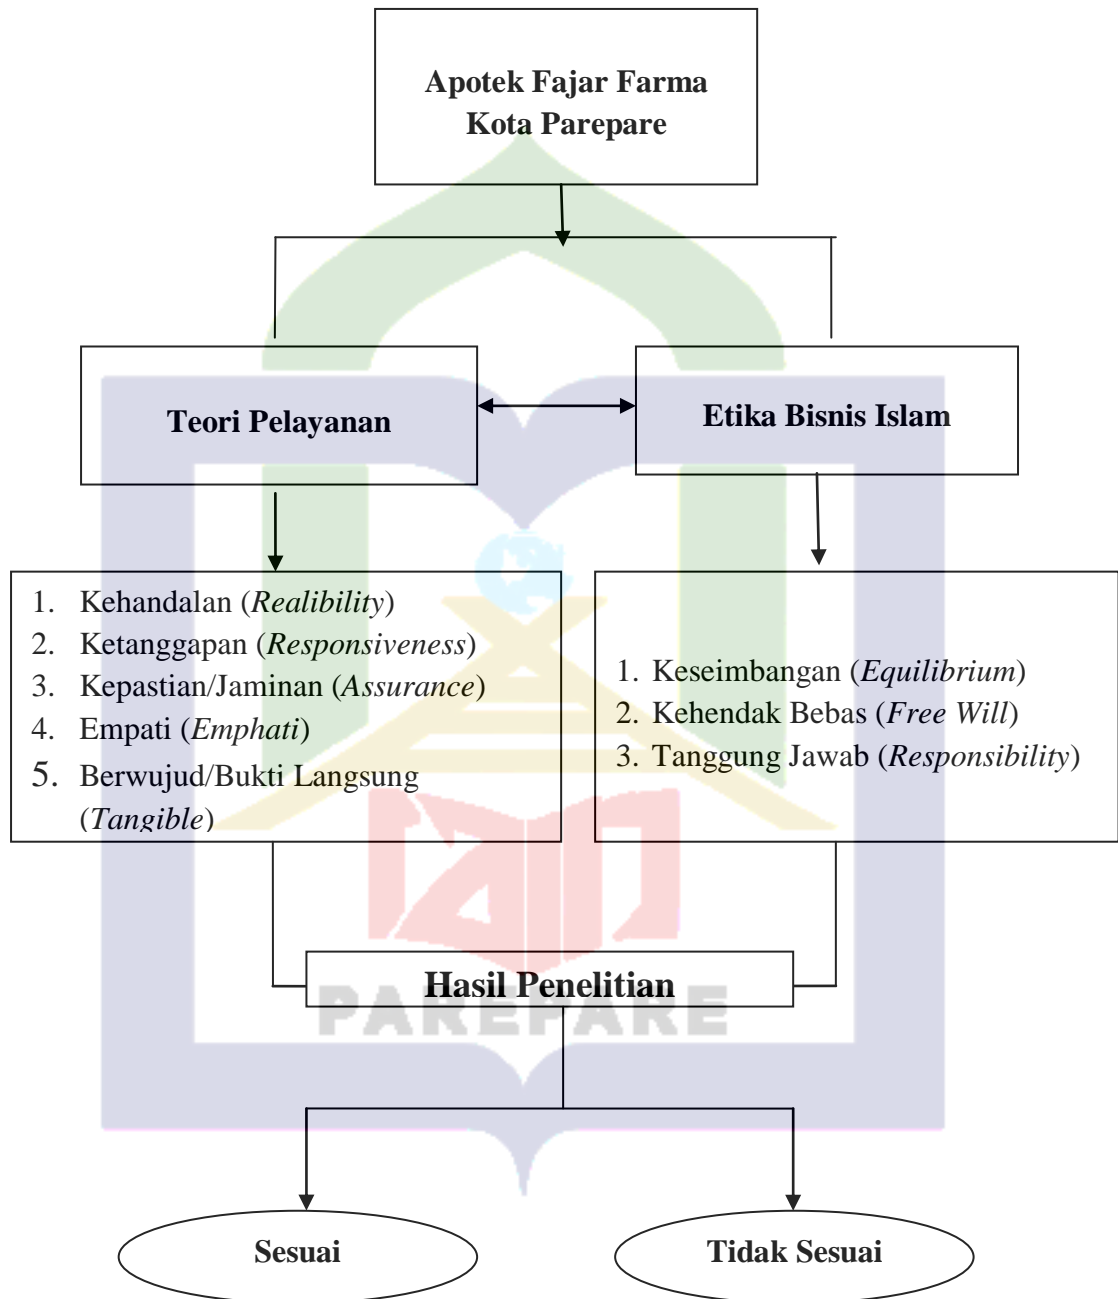 Apotek Fajar Farma
Kota Parepare
Teori Pelayanan
Etika Bisnis Islam
1. Kehandalan (Realibility)
2. Ketanggapan (Responsiveness)
3. Kepastian/Jaminan (Assurance)
4. Empati (Emphati)
5. Berwujud/Bukti Langsung
(Tangible)
1. Keseimbangan (Equilibrium)
2. Kehendak Bebas (Free Will)
3. Tanggung Jawab (Responsibility)
Hasil Penelitian
PAREPARE
Sesuai
Tidak Sesuai